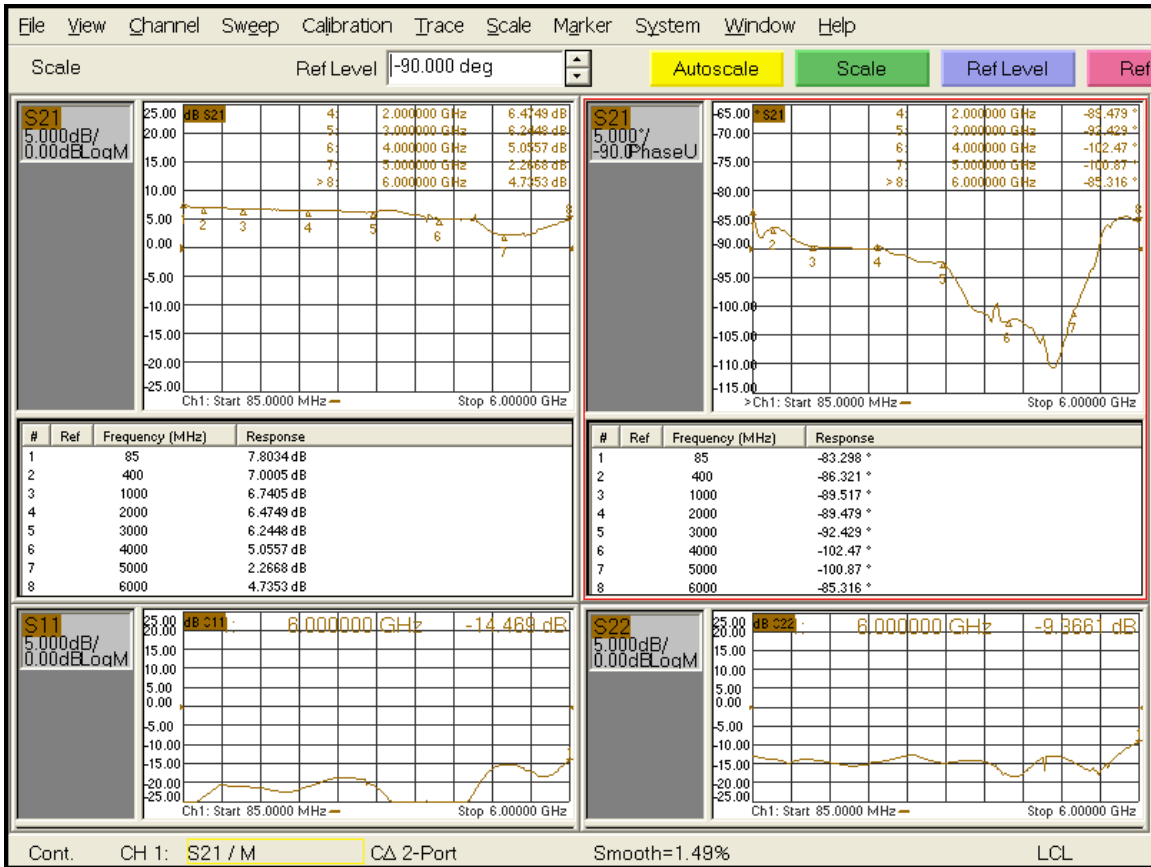 File View Channel Sweep Calibration Trace Scale Marker System Window Help
Scale Ref Level -90.000 deg Autoscale Scale Ref Level Ref
S21
5.000dB/
0.00dBLogM
25.00
20.00
15.00
10.00
5.00
0.00
-5.00
-10.00
-15.00
-20.00
-25.00
dB S21
4: 2.000000 GHz 6.4749 dB
5: 3.000000 GHz 6.2448 dB
6: 4.000000 GHz 5.0557 dB
7: 5.000000 GHz 2.2668 dB
>8: 6.000000 GHz 4.7353 dB
2 3 4 5 6 7 8
Ch1: Start 85.0000 MHz Stop 6.00000 GHz
S21
5.000°/
-90.0PhaseU
-65.00
-70.00
-75.00
-80.00
-85.00
-90.00
-95.00
-100.00
-105.00
-110.00
-115.00
° S21
4: 2.000000 GHz -89.479 °
5: 3.000000 GHz -92.429 °
6: 4.000000 GHz -102.47 °
7: 5.000000 GHz -100.87 °
>8: 6.000000 GHz -85.316 °
2 3 4 5 6 7 8
>Ch1: Start 85.0000 MHz Stop 6.00000 GHz
# Ref Frequency (MHz) Response
1 85 7.8034 dB
2 400 7.0005 dB
3 1000 6.7405 dB
4 2000 6.4749 dB
5 3000 6.2448 dB
6 4000 5.0557 dB
7 5000 2.2668 dB
8 6000 4.7353 dB
# Ref Frequency (MHz) Response
1 85 -83.298 °
2 400 -86.321 °
3 1000 -89.517 °
4 2000 -89.479 °
5 3000 -92.429 °
6 4000 -102.47 °
7 5000 -100.87 °
8 6000 -85.316 °
S11
5.000dB/
0.00dBLogM
25.00
20.00
15.00
10.00
5.00
0.00
-5.00
-10.00
-15.00
-20.00
-25.00
dB S11 : 6.000000 GHz -14.469 dB
Ch1: Start 85.0000 MHz Stop 6.00000 GHz
S22
5.000dB/
0.00dBLogM
25.00
20.00
15.00
10.00
5.00
0.00
-5.00
-10.00
-15.00
-20.00
-25.00
dB S22 : 6.000000 GHz -9.3661 dB
Ch1: Start 85.0000 MHz Stop 6.00000 GHz
Cont. CH 1: S21 / M CΔ 2-Port Smooth=1.49% LCL